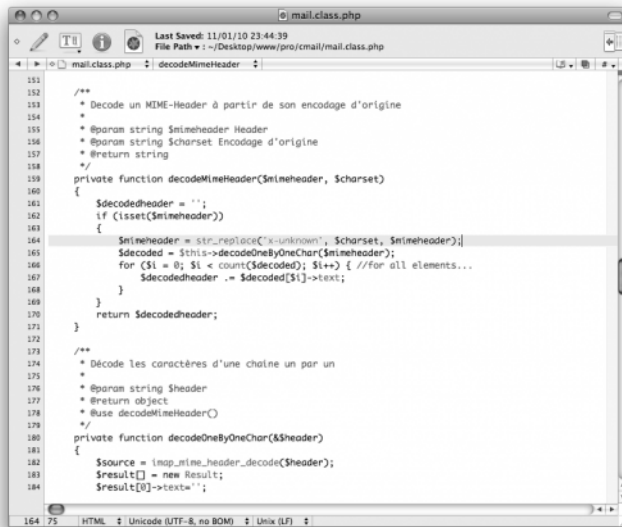 mail.class.php
Last Saved: 11/01/10 23:44:39
File Path ▾ : ~/Desktop/www/pro/cmail/mail.class.php
mail.class.php decodeMimeHeader
151
152 /**
153 * Decode un MIME-Header à partir de son encodage d'origine
154 *
155 * @param string $mimeheader Header
156 * @param string $charset Encodage d'origine
157 * @return string
158 */
159 private function decodeMimeHeader($mimeheader, $charset)
160 {
161 $decodedheader = '';
162 if (isset($mimeheader))
163 {
164 $mimeheader = str_replace("x-unknown", $charset, $mimeheader);
165 $decoded = $this->decodeOneByOneChar($mimeheader);
166 for ($i = 0; $i < count($decoded); $i++) { //for all elements...
167 $decodedheader .= $decoded[$i]->text;
168 }
169 }
170 return $decodedheader;
171 }
172
173 /**
174 * Décode les caractères d'une chaine un par un
175 *
176 * @param string $header
177 * @return object
178 * @use decodeMimeHeader()
179 */
180 private function decodeOneByOneChar(&$header)
181 {
182 $source = imap_mime_header_decode($header);
183 $result[] = new Result;
184 $result[0]->text='';
164 75 HTML Unicode (UTF-8, no BOM) Unix (LF)